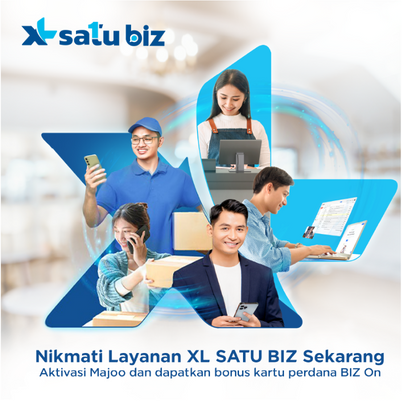 XL satu biz
Nikmati Layanan XL SATU BIZ Sekarang
Aktivasi Majoo dan dapatkan bonus kartu perdana BIZ On